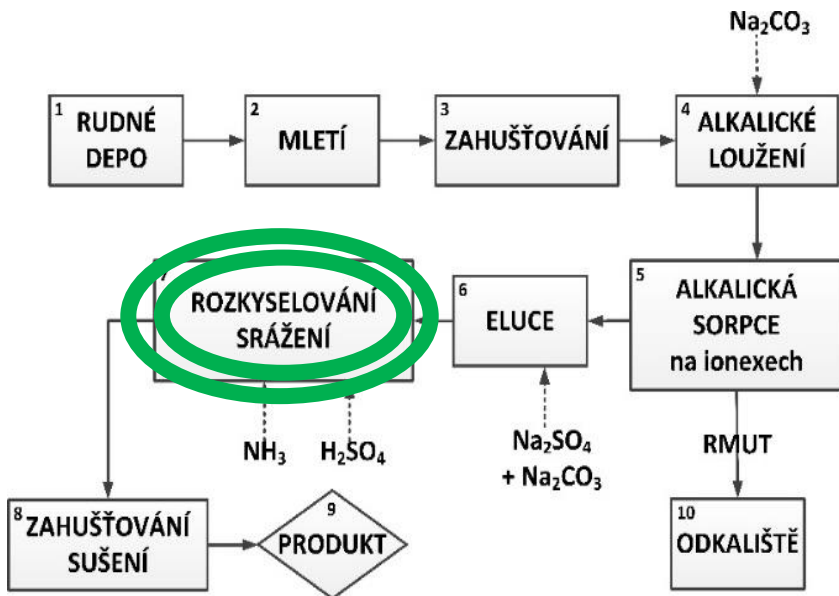 Na₂CO₃
1 RUDNÉ
DEPO
2 MLETÍ
3 ZAHUŠŤOVÁNÍ
4 ALKALICKÉ
LOUŽENÍ
5 ALKALICKÁ
SORPCE
na ionexech
6 ELUCE
7 ROZKYSELOVÁNÍ
SRÁŽENÍ
NH₃
H₂SO₄
Na₂SO₄
+ Na₂CO₃
RMUT
8 ZAHUŠŤOVÁNÍ
SUŠENÍ
9 PRODUKT
10 ODKALIŠTĚ